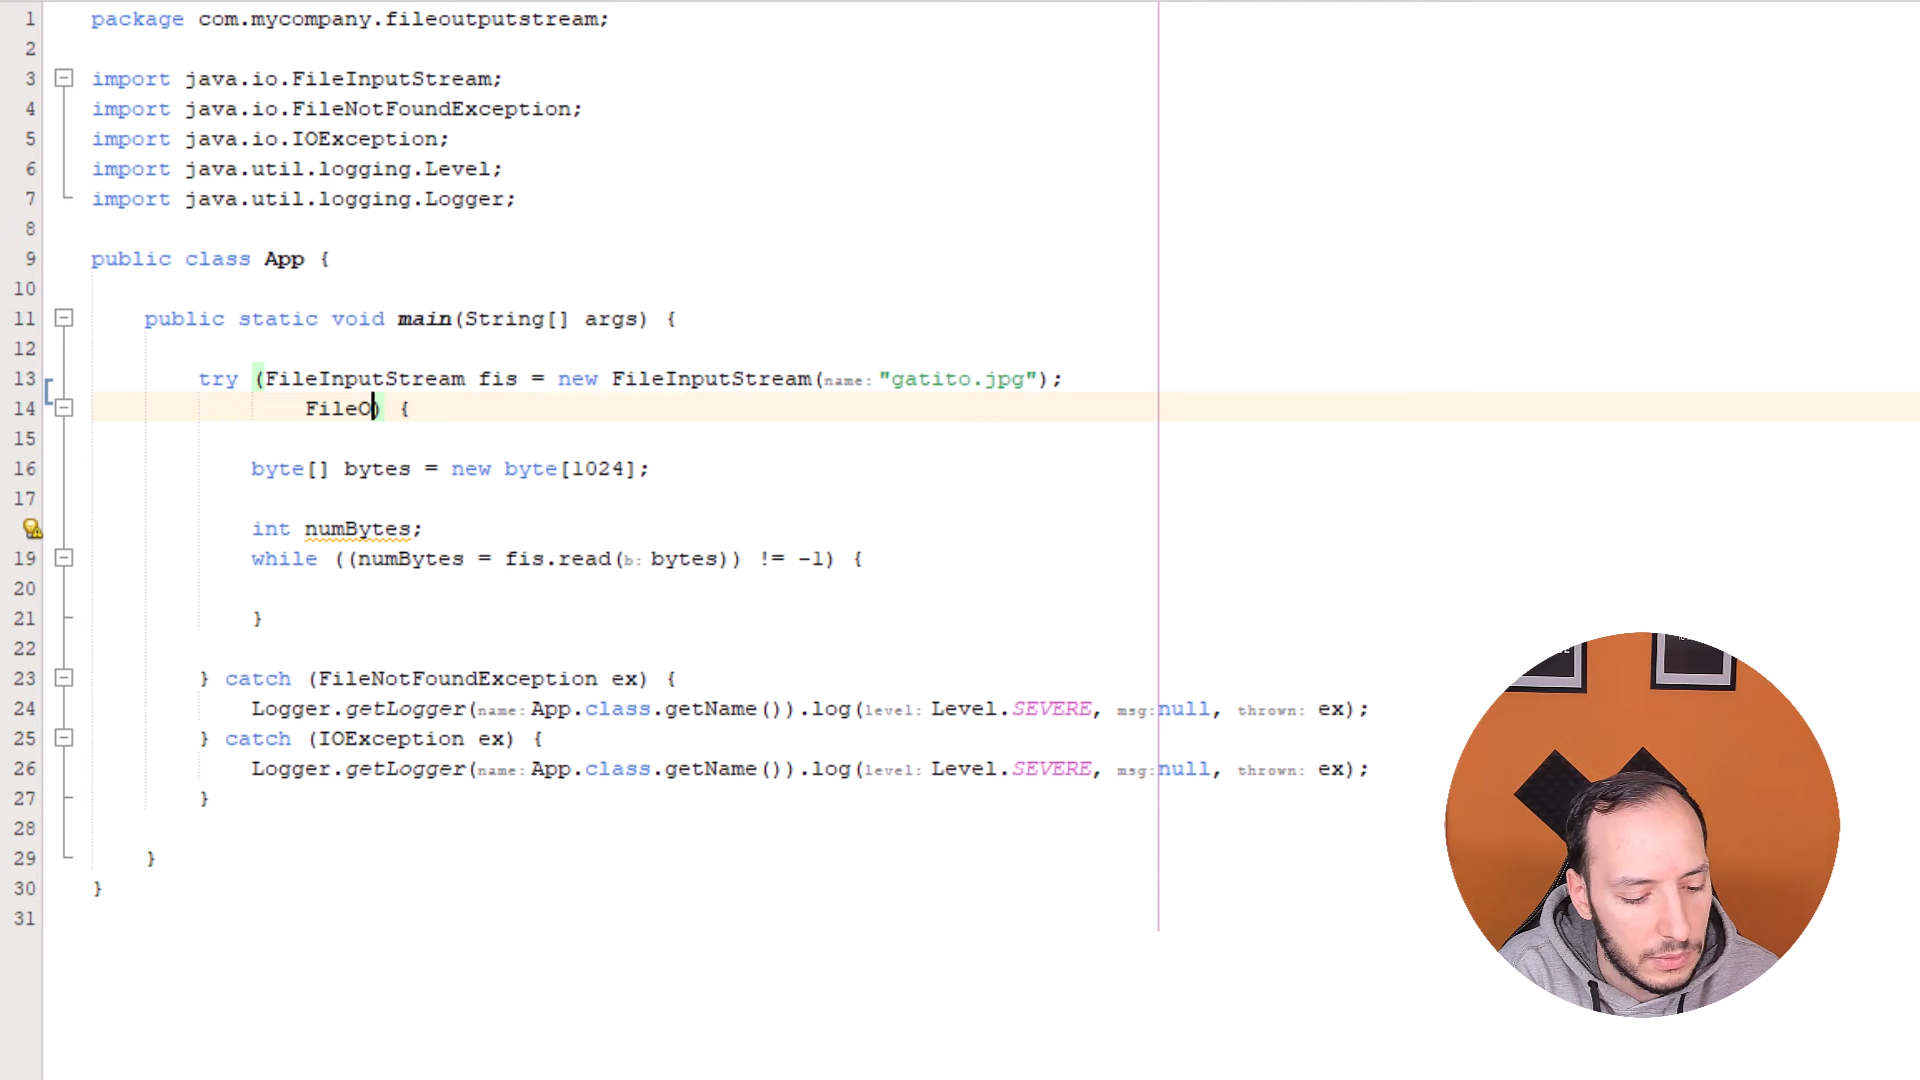 1 package com.mycompany.fileoutputstream;
2
3 import java.io.FileInputStream;
4 import java.io.FileNotFoundException;
5 import java.io.IOException;
6 import java.util.logging.Level;
7 import java.util.logging.Logger;
8
9 public class App {
10
11 public static void main(String[] args) {
12
13 try (FileInputStream fis = new FileInputStream(name: "gatito.jpg");
14 FileO) {
15
16 byte[] bytes = new byte[1024];
17
int numBytes;
19 while ((numBytes = fis.read(b: bytes)) != -1) {
20
21 }
22
23 } catch (FileNotFoundException ex) {
24 Logger.getLogger(name: App.class.getName()).log(level: Level.SEVERE, msg: null, thrown: ex);
25 } catch (IOException ex) {
26 Logger.getLogger(name: App.class.getName()).log(level: Level.SEVERE, msg: null, thrown: ex);
27 }
28
29 }
30 }
31